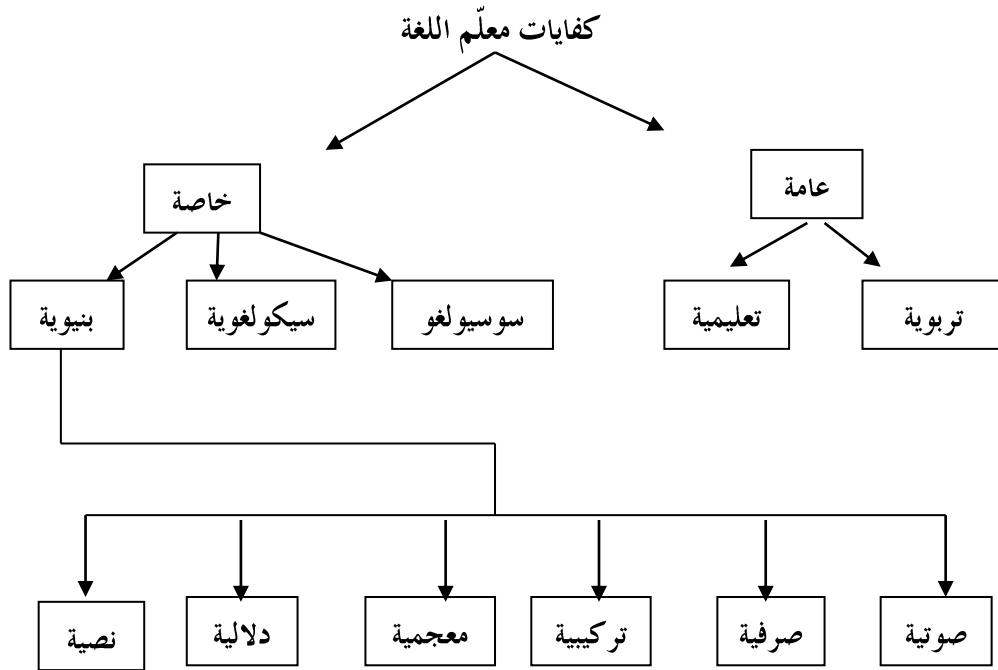 كفايات معلّم اللغة
عامة
خاصة
تربوية
تعليمية
سوسيولغو
سيكولغوية
بنيوية
صوتية
صرفية
تركيبية
معجمية
دلالية
نصية